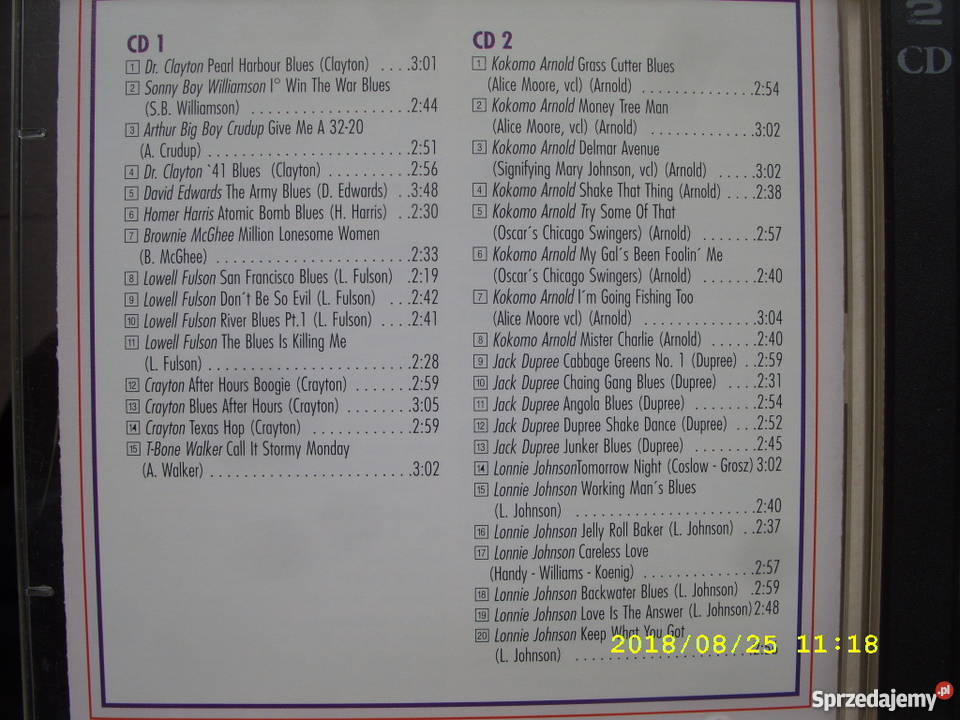 CD 1
1 Dr. Clayton Pearl Harbour Blues (Clayton) . . . .3:01
2 Sonny Boy Williamson I° Win The War Blues
(S.B. Williamson) . . . . . . . . . . . . . . . . . . .2:44
3 Arthur Big Boy Crudup Give Me A 32-20
(A. Crudup) . . . . . . . . . . . . . . . . . . . . . . . .2:51
4 Dr. Clayton `41 Blues (Clayton) . . . . . . . . . .2:56
5 David Edwards The Army Blues (D. Edwards) . .3:48
6 Homer Harris Atomic Bomb Blues (H. Harris) . .2:30
7 Brownie McGhee Million Lonesome Women
(B. McGhee) . . . . . . . . . . . . . . . . . . . . . . .2:33
8 Lowell Fulson San Francisco Blues (L. Fulson) .2:19
9 Lowell Fulson Don´t Be So Evil (L. Fulson) . . .2:42
10 Lowell Fulson River Blues Pt.1 (L. Fulson) . . . .2:41
11 Lowell Fulson The Blues Is Killing Me
(L. Fulson) . . . . . . . . . . . . . . . . . . . . . . . .2:28
12 Crayton After Hours Boogie (Crayton) . . . . . . .2:59
13 Crayton Blues After Hours (Crayton) . . . . . . . .3:05
14 Crayton Texas Hop (Crayton) . . . . . . . . . . . .2:59
15 T-Bone Walker Call It Stormy Monday
(A. Walker) . . . . . . . . . . . . . . . . . . . . . . . .3:02
CD 2
1 Kokomo Arnold Grass Cutter Blues
(Alice Moore, vcl) (Arnold) . . . . . . . . . . . . .2:54
2 Kokomo Arnold Money Tree Man
(Alice Moore, vcl) (Arnold) . . . . . . . . . . . . .3:02
3 Kokomo Arnold Delmar Avenue
(Signifying Mary Johnson, vcl) (Arnold) . . . . .3:02
4 Kokomo Arnold Shake That Thing (Arnold) . . . .2:38
5 Kokomo Arnold Try Some Of That
(Oscar´s Chicago Swingers) (Arnold) . . . . . . .2:57
6 Kokomo Arnold My Gal´s Been Foolin´ Me
(Oscar´s Chicago Swingers) (Arnold) . . . . . . .2:40
7 Kokomo Arnold I´m Going Fishing Too
(Alice Moore vcl) (Arnold) . . . . . . . . . . . . . .3:04
8 Kokomo Arnold Mister Charlie (Arnold) . . . . . .2:40
9 Jack Dupree Cabbage Greens No. 1 (Dupree) . .2:59
10 Jack Dupree Chaing Gang Blues (Dupree) . . . .2:31
11 Jack Dupree Angola Blues (Dupree) . . . . . . . .2:54
12 Jack Dupree Dupree Shake Dance (Dupree) . . .2:52
13 Jack Dupree Junker Blues (Dupree) . . . . . . . .2:45
14 Lonnie JohnsonTomorrow Night (Coslow - Grosz) 3:02
15 Lonnie Johnson Working Man´s Blues
(L. Johnson) . . . . . . . . . . . . . . . . . . . . . .2:40
16 Lonnie Johnson Jelly Roll Baker (L. Johnson) . .2:37
17 Lonnie Johnson Careless Love
(Handy - Williams - Koenig) . . . . . . . . . . . . .2:57
18 Lonnie Johnson Backwater Blues (L. Johnson) .2:59
19 Lonnie Johnson Love Is The Answer (L. Johnson) 2:48
20 Lonnie Johnson Keep What You Got
(L. Johnson) . . . . . . . . . . . . . . . . . . . . .
2
CD
2018/08/25 11:18
Sprzedajemy.pl